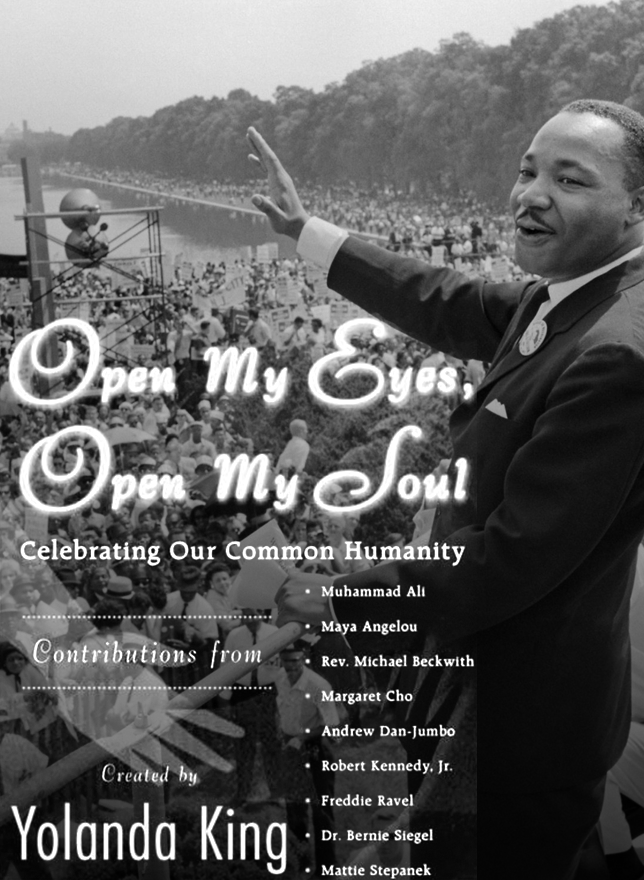 Open My Eyes,
Open My Soul
Celebrating Our Common Humanity
Contributions from
• Muhammad Ali
• Maya Angelou
• Rev. Michael Beckwith
• Margaret Cho
• Andrew Dan-Jumbo
• Robert Kennedy, Jr.
• Freddie Ravel
• Dr. Bernie Siegel
• Mattie Stepanek
Created by
Yolanda King